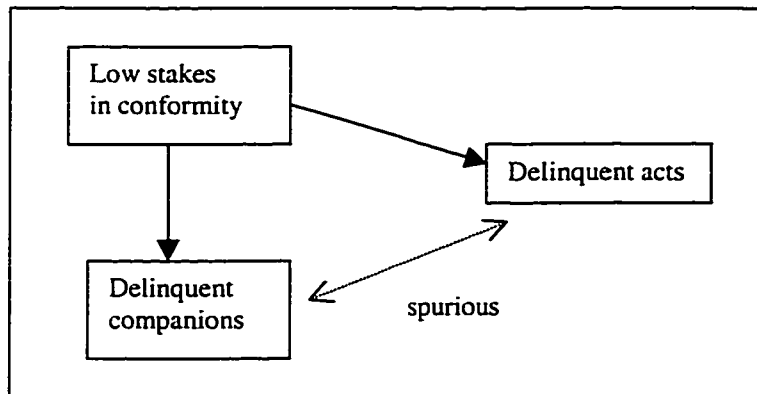 Low stakes
in conformity
Delinquent acts
Delinquent
companions
spurious